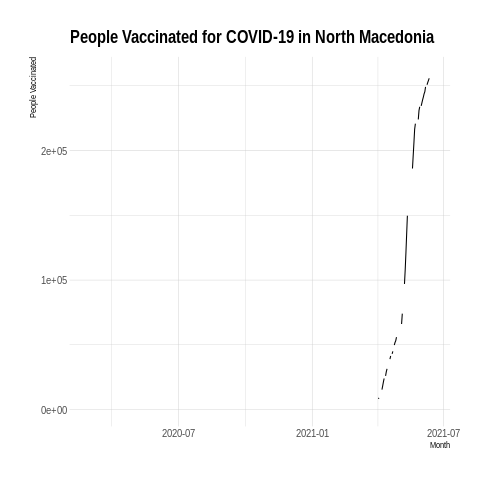 People Vaccinated for COVID-19 in North Macedonia
People Vaccinated
2e+05
1e+05
0e+00
2020-07
2021-01
2021-07
Month